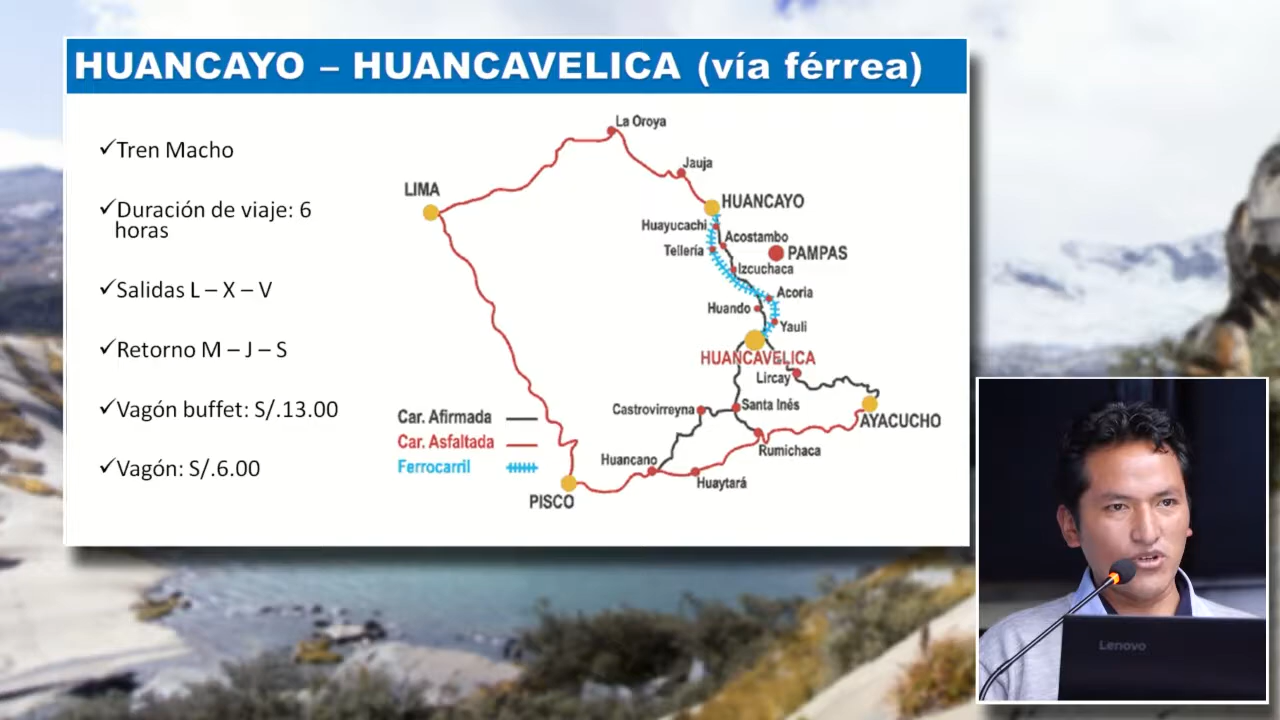 HUANCAYO – HUANCAVELICA (vía férrea)
✓Tren Macho
✓Duración de viaje: 6
horas
✓Salidas L – X – V
✓Retorno M – J – S
✓Vagón buffet: S/.13.00
✓Vagón: S/.6.00
La Oroya
Jauja
LIMA
HUANCAYO
Huayucachi
Acostambo
Tellería
PAMPAS
Izcuchaca
Acoria
Huando
Yauli
HUANCAVELICA
Lircay
Castrovirreyna
Santa Inés
AYACUCHO
Rumichaca
Huancano
Huaytará
PISCO
Car. Afirmada
Car. Asfaltada
Ferrocarril
Lenovo